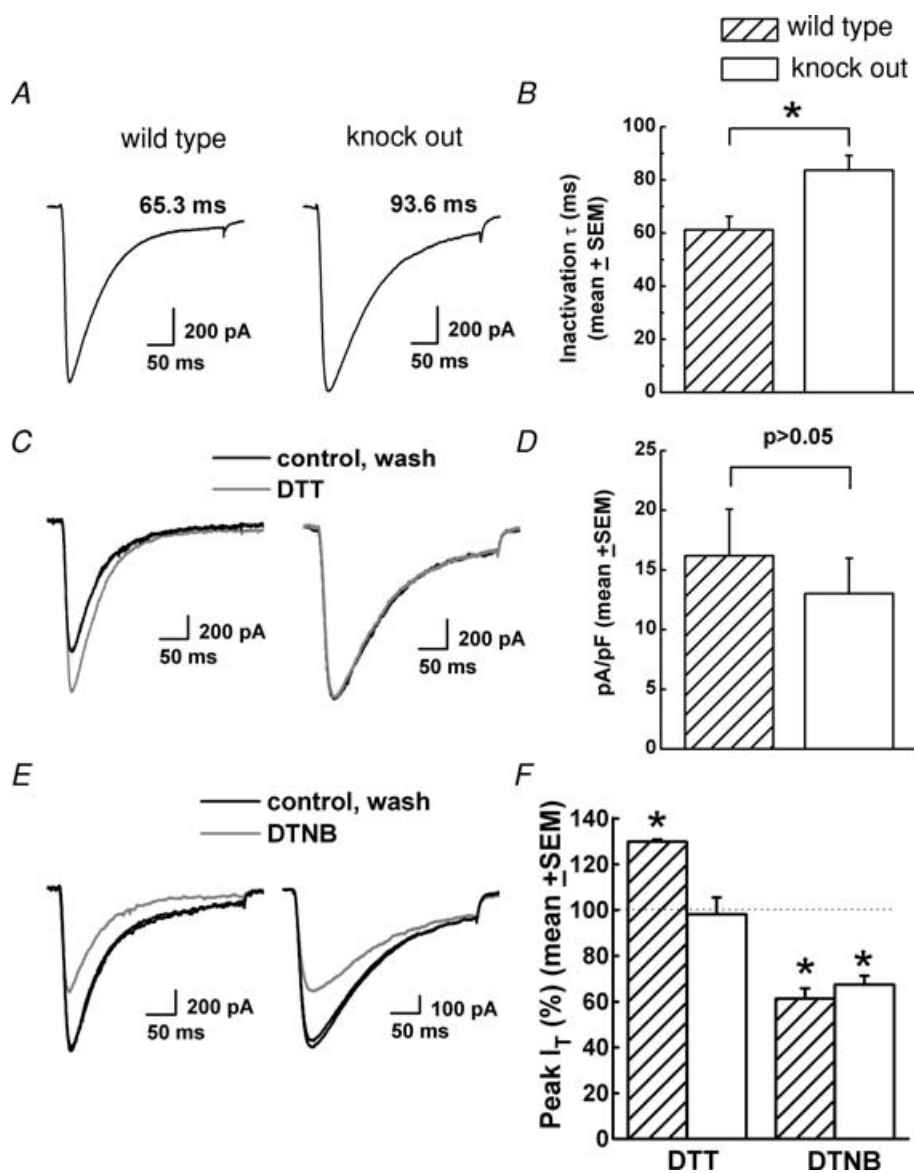 wild type
knock out
A
wild type
knock out
65.3 ms
93.6 ms
200 pA
50 ms
200 pA
50 ms
B
*
100
80
60
40
20
0
Inactivation τ (ms)
(mean ± SEM)
C
control, wash
DTT
200 pA
50 ms
200 pA
50 ms
D
p>0.05
25
20
15
10
5
0
pA/pF (mean ±SEM)
E
control, wash
DTNB
200 pA
50 ms
100 pA
50 ms
F
140
120
100
80
60
40
20
0
Peak I_T (%) (mean ±SEM)
*
*
*
DTT
DTNB